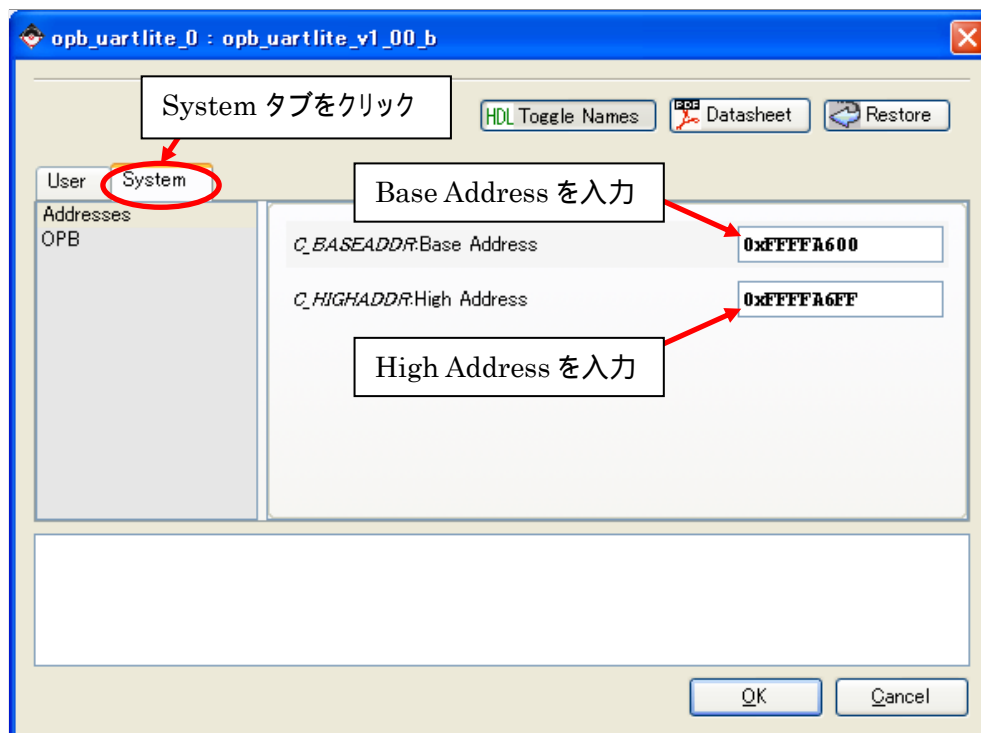 opb_uartlite_0 : opb_uartlite_v1_00_b
System タブをクリック
HDL Toggle Names
PDF Datasheet
Restore
User
System
Base Address を入力
Addresses
OPB
C_BASEADDR:Base Address
0xFFFFA600
C_HIGHADDR:High Address
0xFFFFA6FF
High Address を入力
OK
Cancel